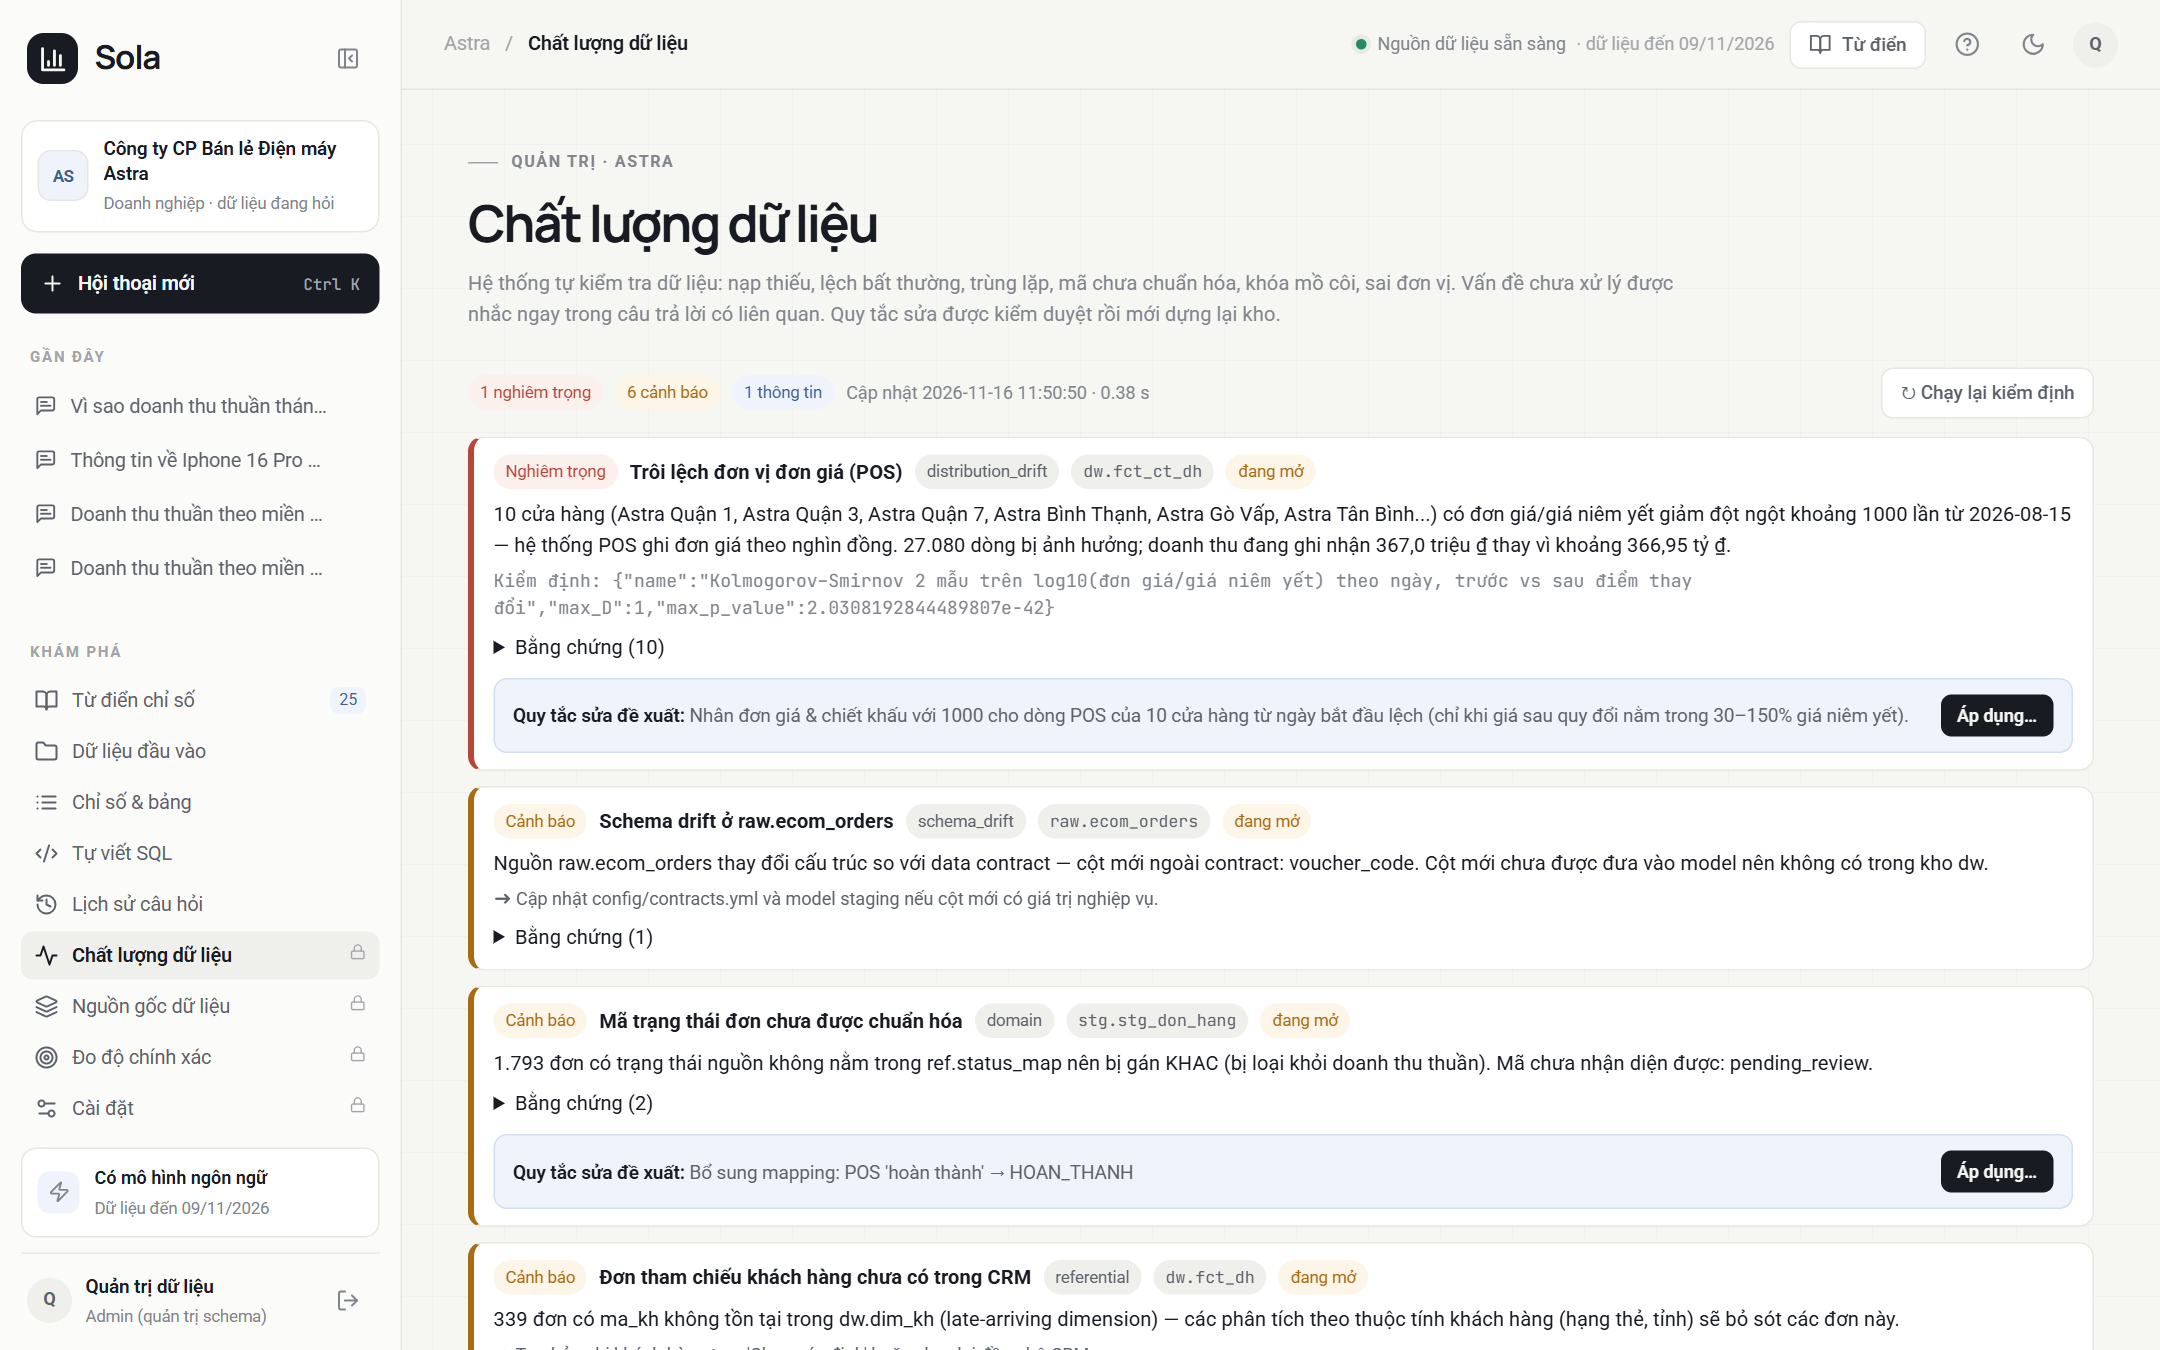 Sola
Công ty CP Bán lẻ Điện máy
Astra
AS
Doanh nghiệp · dữ liệu đang hỏi
Hội thoại mới
Ctrl K
GẦN ĐÂY
Vì sao doanh thu thuần thán...
Thông tin về Iphone 16 Pro ...
Doanh thu thuần theo miền ...
Doanh thu thuần theo miền ...
KHÁM PHÁ
Từ điển chỉ số 25
Dữ liệu đầu vào
Chỉ số & bảng
Tự viết SQL
Lịch sử câu hỏi
Chất lượng dữ liệu
Nguồn gốc dữ liệu
Đo độ chính xác
Cài đặt
Có mô hình ngôn ngữ
Dữ liệu đến 09/11/2026
Q
Quản trị dữ liệu
Admin (quản trị schema)
Astra / Chất lượng dữ liệu
Nguồn dữ liệu sẵn sàng · dữ liệu đến 09/11/2026
Từ điển
Q
QUẢN TRỊ · ASTRA
Chất lượng dữ liệu
Hệ thống tự kiểm tra dữ liệu: nạp thiếu, lệch bất thường, trùng lặp, mã chưa chuẩn hóa, khóa mồ côi, sai đơn vị. Vấn đề chưa xử lý được
nhắc ngay trong câu trả lời có liên quan. Quy tắc sửa được kiểm duyệt rồi mới dựng lại kho.
1 nghiêm trọng 6 cảnh báo 1 thông tin Cập nhật 2026-11-16 11:50:50 · 0.38 s
↻ Chạy lại kiểm định
Nghiêm trọng Trôi lệch đơn vị đơn giá (POS) distribution_drift dw.fct_ct_dh đang mở
10 cửa hàng (Astra Quận 1, Astra Quận 3, Astra Quận 7, Astra Bình Thạnh, Astra Gò Vấp, Astra Tân Bình...) có đơn giá/giá niêm yết giảm đột ngột khoảng 1000 lần từ 2026-08-15
— hệ thống POS ghi đơn giá theo nghìn đồng. 27.080 dòng bị ảnh hưởng; doanh thu đang ghi nhận 367,0 triệu ₫ thay vì khoảng 366,95 tỷ ₫.
Kiểm định: {"name":"Kolmogorov-Smirnov 2 mẫu trên log10(đơn giá/giá niêm yết) theo ngày, trước vs sau điểm thay
đổi","max_D":1,"max_p_value":2.0308192844489807e-42}
▶ Bằng chứng (10)
Quy tắc sửa đề xuất: Nhân đơn giá & chiết khấu với 1000 cho dòng POS của 10 cửa hàng từ ngày bắt đầu lệch (chỉ khi giá sau quy đổi nằm trong 30–150% giá niêm yết).
Áp dụng...
Cảnh báo Schema drift ở raw.ecom_orders schema_drift raw.ecom_orders đang mở
Nguồn raw.ecom_orders thay đổi cấu trúc so với data contract — cột mới ngoài contract: voucher_code. Cột mới chưa được đưa vào model nên không có trong kho dw.
→ Cập nhật config/contracts.yml và model staging nếu cột mới có giá trị nghiệp vụ.
▶ Bằng chứng (1)
Cảnh báo Mã trạng thái đơn chưa được chuẩn hóa domain stg.stg_don_hang đang mở
1.793 đơn có trạng thái nguồn không nằm trong ref.status_map nên bị gán KHAC (bị loại khỏi doanh thu thuần). Mã chưa nhận diện được: pending_review.
▶ Bằng chứng (2)
Quy tắc sửa đề xuất: Bổ sung mapping: POS 'hoàn thành' → HOAN_THANH
Áp dụng...
Cảnh báo Đơn tham chiếu khách hàng chưa có trong CRM referential dw.fct_dh đang mở
339 đơn có ma_kh không tồn tại trong dw.dim_kh (late-arriving dimension) — các phân tích theo thuộc tính khách hàng (hạng thẻ, tỉnh) sẽ bỏ sót các đơn này.